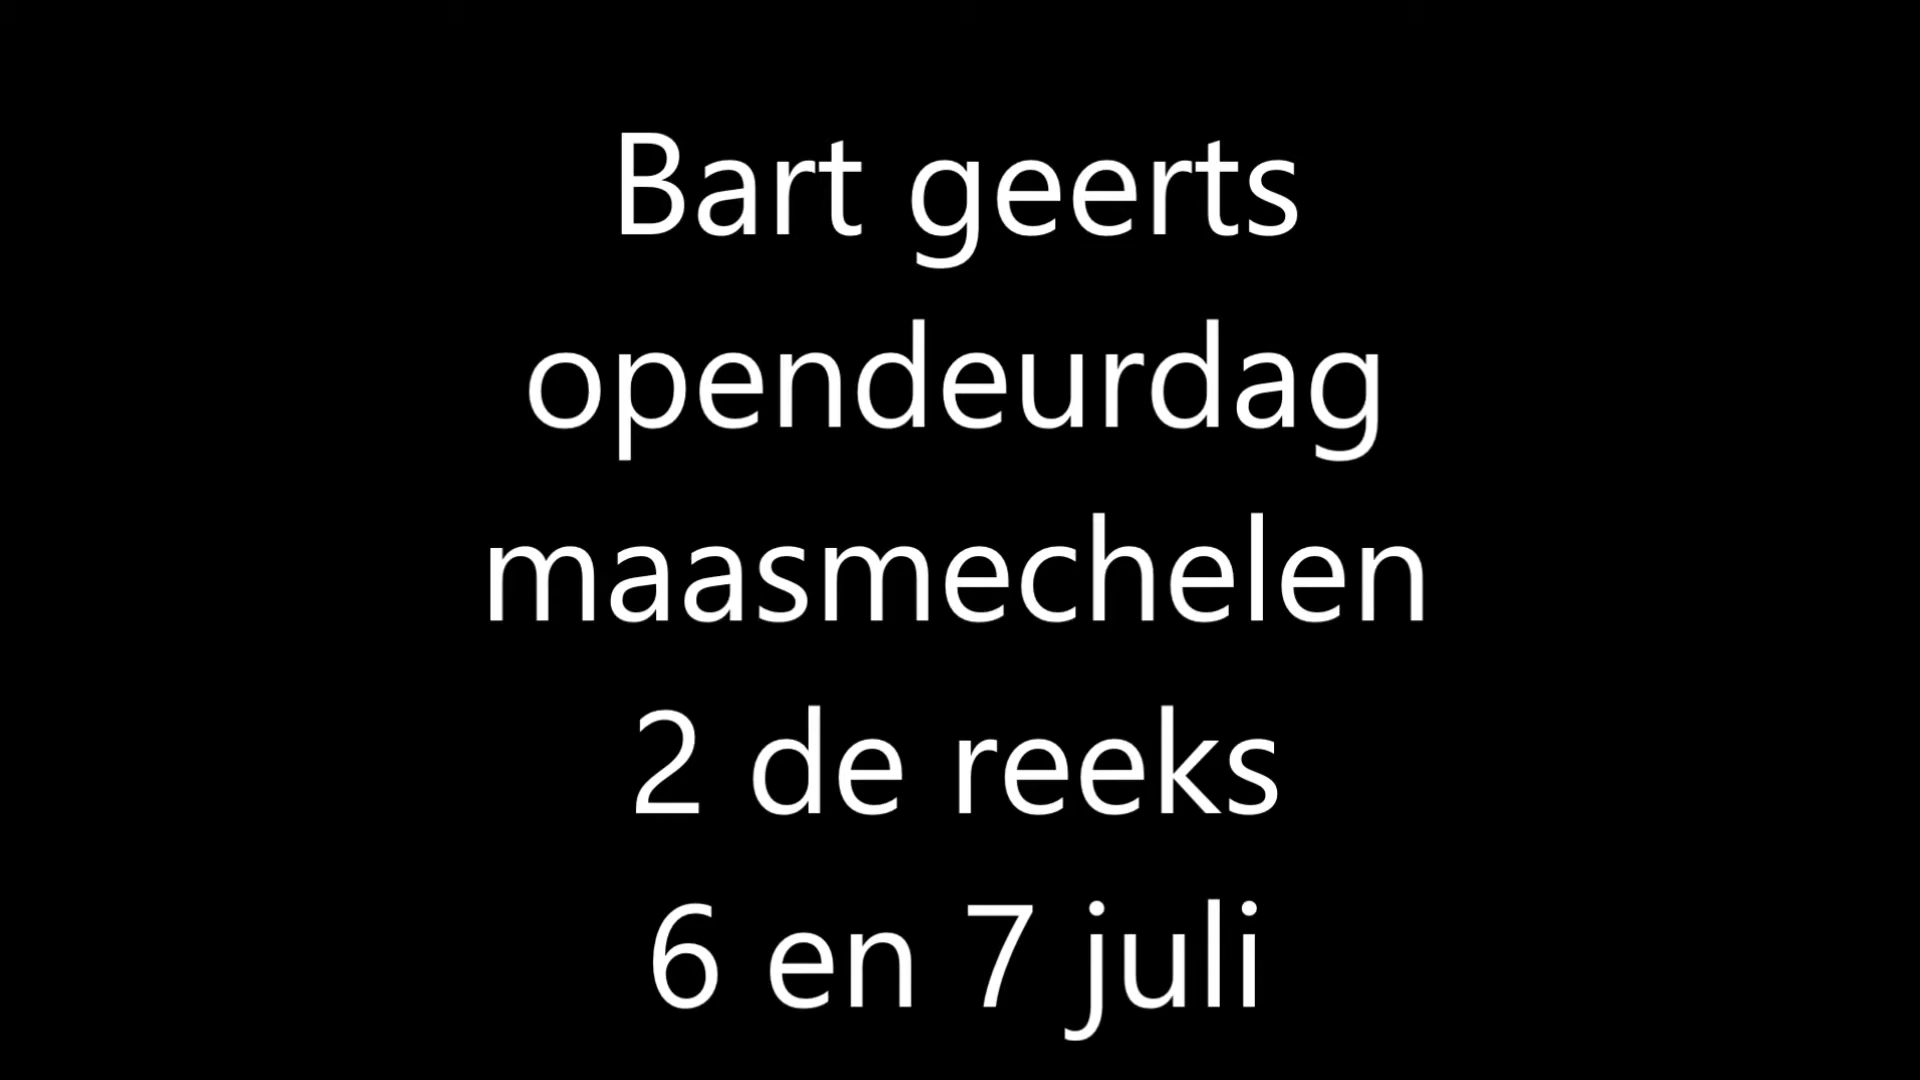 Bart geerts
opendeurdag
maasmechelen
2 de reeks
6 en 7 juli